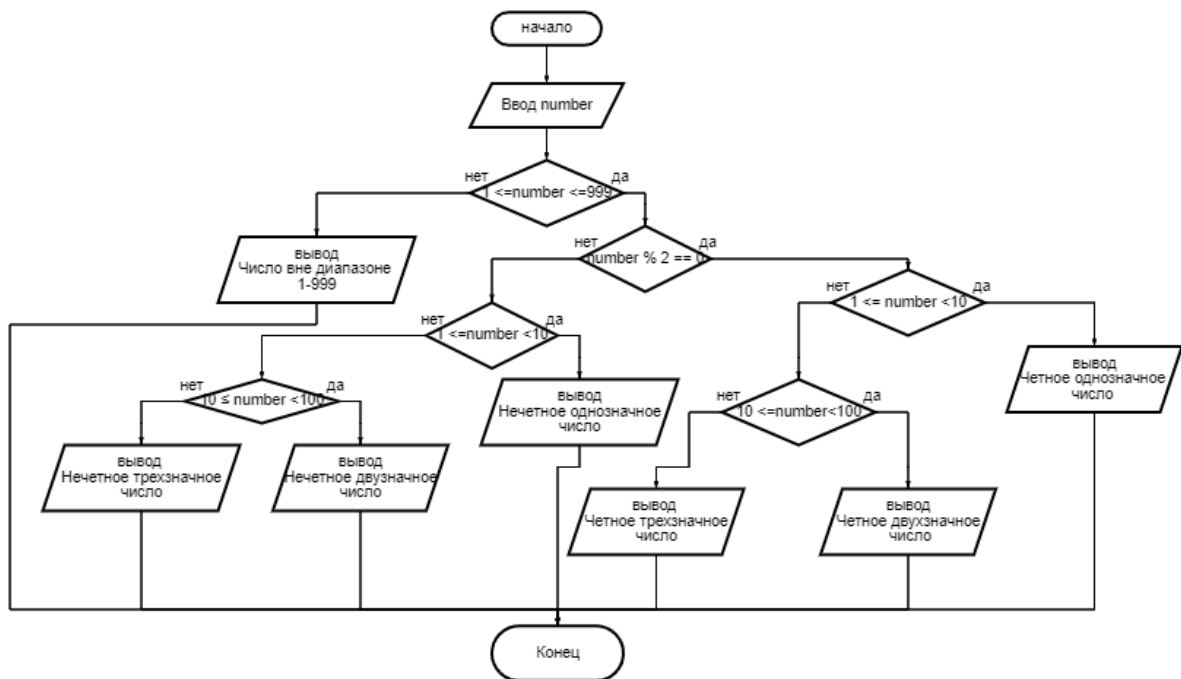 начало
Ввод number
нет
да
1 <=number <=999
нет
да
number % 2 == 0
вывод
Число вне диапазоне
1-999
нет
да
1 <= number <10
нет
да
1 <=number <10
вывод
Четное однозначное
число
нет
да
10 ≤ number <100
вывод
Нечетное однозначное
число
нет
да
10 <=number<100
вывод
Нечетное трехзначное
число
вывод
Нечетное двузначное
число
вывод
Четное трехзначное
число
вывод
Четное двухзначное
число
Конец